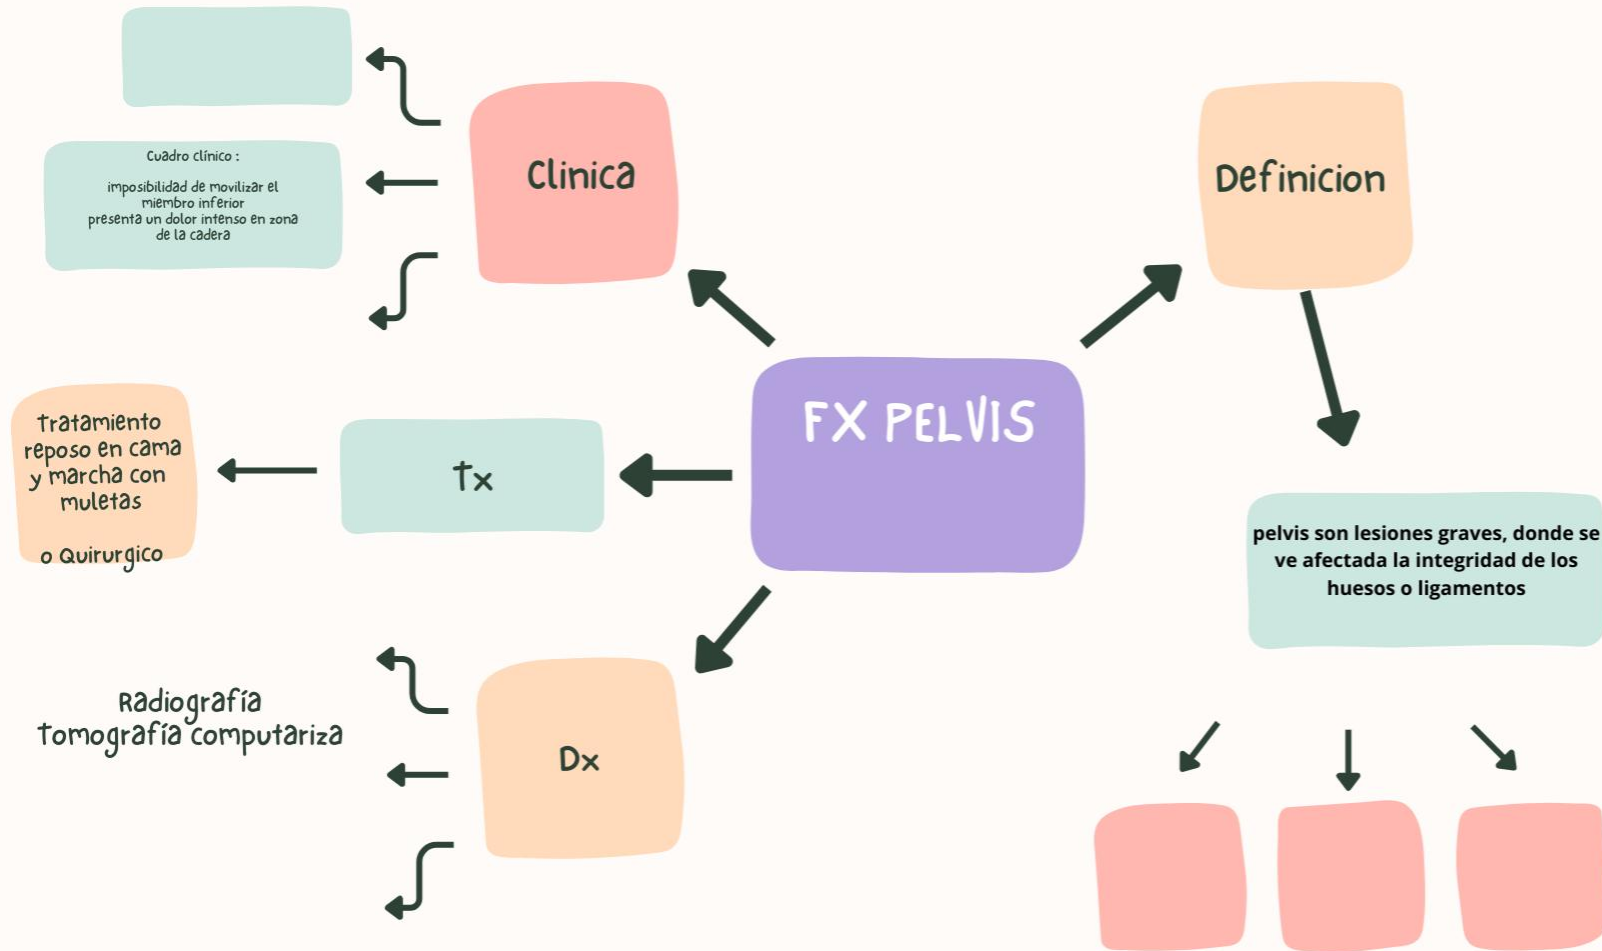 Clinica
Definicion
Cuadro clínico :
imposibilidad de movilizar el
miembro inferior
presenta un dolor intenso en zona
de la cadera
FX PELVIS
Tratamiento
reposo en cama
y marcha con
muletas
o Quirurgico
Tx
pelvis son lesiones graves, donde se
ve afectada la integridad de los
huesos o ligamentos
Radiografía
Tomografía computariza
Dx